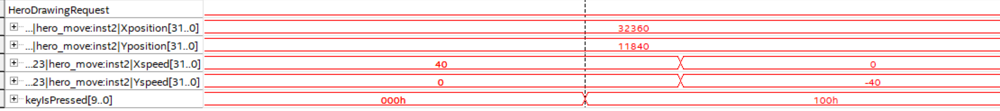 HeroDrawingRequest
...|hero_move:inst2|Xposition[31..0] 32360
...|hero_move:inst2|Yposition[31..0] 11840
...23|hero_move:inst2|Xspeed[31..0] 40 0
...23|hero_move:inst2|Yspeed[31..0] 0 -40
keyIsPressed[9..0] 000h 100h